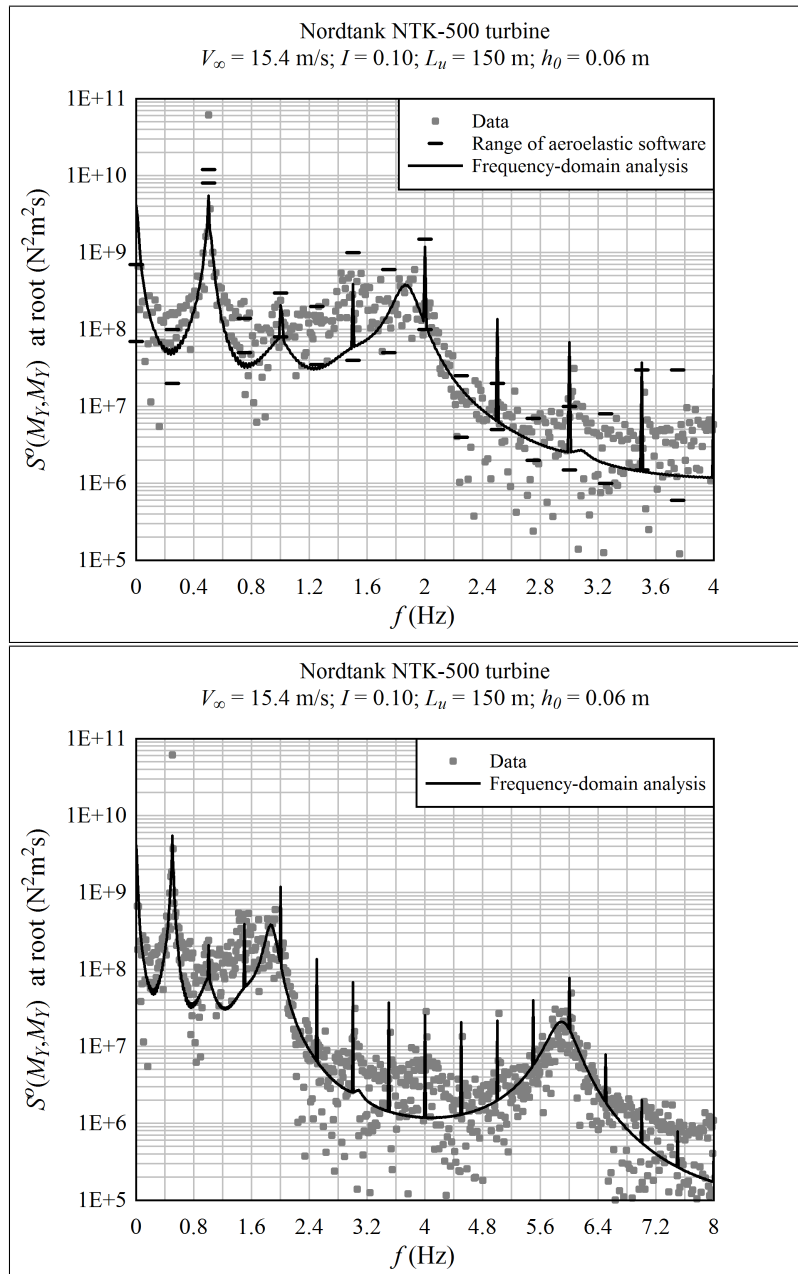 Nordtank NTK-500 turbine
V∞ = 15.4 m/s; I = 0.10; Lu = 150 m; h0 = 0.06 m
Data
Range of aeroelastic software
Frequency-domain analysis
1E+11
1E+10
1E+9
1E+8
1E+7
1E+6
1E+5
S°(MY,MY) at root (N²m²s)
0 0.4 0.8 1.2 1.6 2 2.4 2.8 3.2 3.6 4
f (Hz)
Nordtank NTK-500 turbine
V∞ = 15.4 m/s; I = 0.10; Lu = 150 m; h0 = 0.06 m
Data
Frequency-domain analysis
1E+11
1E+10
1E+9
1E+8
1E+7
1E+6
1E+5
S°(MY,MY) at root (N²m²s)
0 0.8 1.6 2.4 3.2 4 4.8 5.6 6.4 7.2 8
f (Hz)